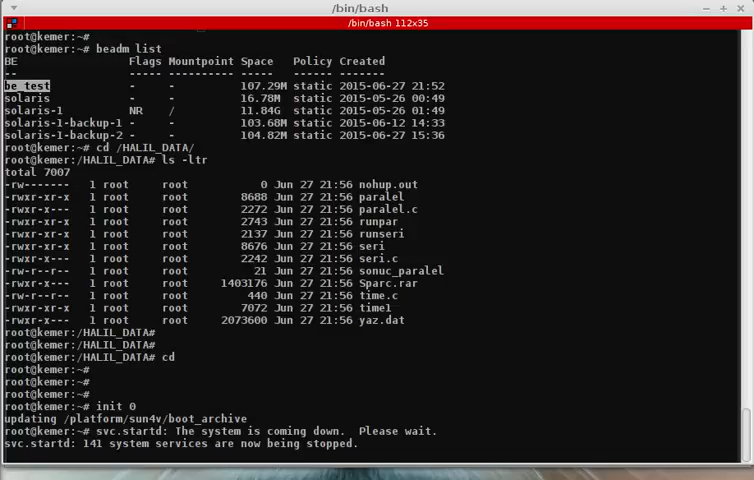 /bin/bash
/bin/bash 112x35
root@kemer:~#
root@kemer:~# beadm list
BE Flags Mountpoint Space Policy Created
-- ----- ---------- ----- ------ -------
be_test - - 107.29M static 2015-06-27 21:52
solaris - - 16.78M static 2015-05-26 00:49
solaris-1 NR / 11.84G static 2015-05-26 01:49
solaris-1-backup-1 - - 103.68M static 2015-06-12 14:33
solaris-1-backup-2 - - 104.82M static 2015-06-27 15:36
root@kemer:~# cd /HALIL_DATA/
root@kemer:/HALIL_DATA# ls -ltr
total 7007
-rw------- 1 root root 0 Jun 27 21:56 nohup.out
-rwxr-xr-x 1 root root 8688 Jun 27 21:56 paralel
-rwxr-x--- 1 root root 2272 Jun 27 21:56 paralel.c
-rwxr-xr-x 1 root root 2743 Jun 27 21:56 runpar
-rwxr-xr-x 1 root root 2137 Jun 27 21:56 runseri
-rwxr-xr-x 1 root root 8676 Jun 27 21:56 seri
-rwxr-x--- 1 root root 2242 Jun 27 21:56 seri.c
-rw-r--r-- 1 root root 21 Jun 27 21:56 sonuc_paralel
-rwxr-x--- 1 root root 1403176 Jun 27 21:56 Sparc.rar
-rw-r--r-- 1 root root 440 Jun 27 21:56 time.c
-rwxr-xr-x 1 root root 7072 Jun 27 21:56 time1
-rwxr-x--- 1 root root 2073600 Jun 27 21:56 yaz.dat
root@kemer:/HALIL_DATA#
root@kemer:/HALIL_DATA#
root@kemer:/HALIL_DATA# cd
root@kemer:~#
root@kemer:~#
root@kemer:~#
root@kemer:~# init 0
updating /platform/sun4v/boot_archive
root@kemer:~# svc.startd: The system is coming down.  Please wait.
svc.startd: 141 system services are now being stopped.